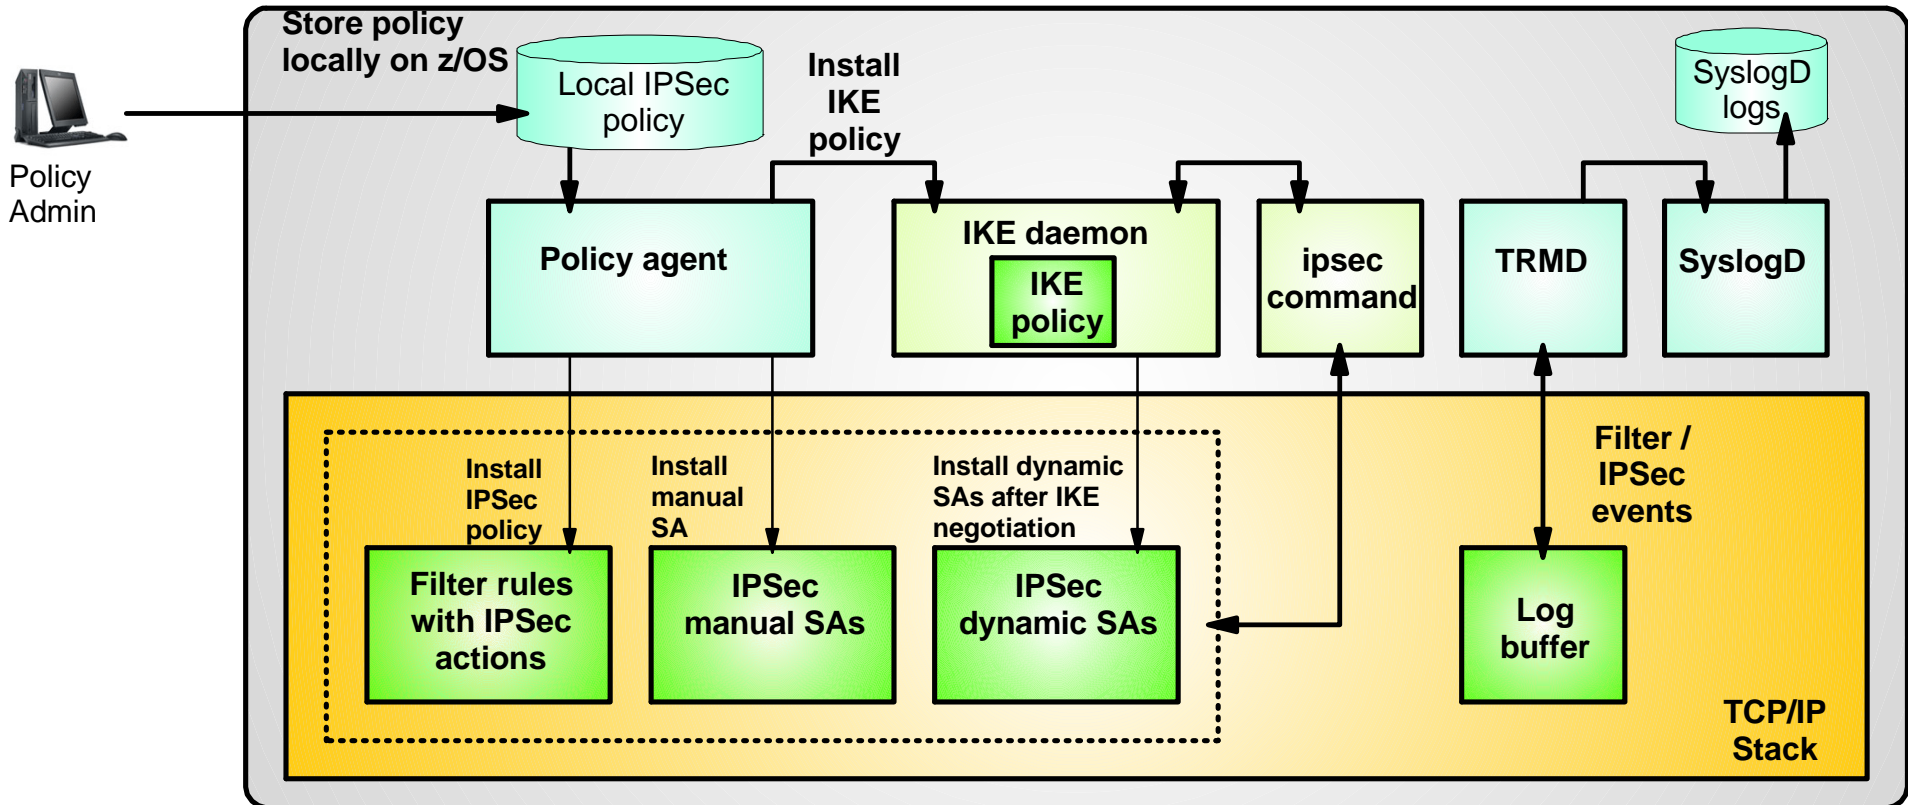 Store policy
locally on z/OS
Local IPSec
policy
Install
IKE
policy
SyslogD
logs
Policy
Admin
Policy agent
IKE daemon
IKE
policy
ipsec
command
TRMD
SyslogD
Install
IPSec
policy
Install
manual
SA
Install dynamic
SAs after IKE
negotiation
Filter /
IPSec
events
Filter rules
with IPSec
actions
IPSec
manual SAs
IPSec
dynamic SAs
Log
buffer
TCP/IP
Stack